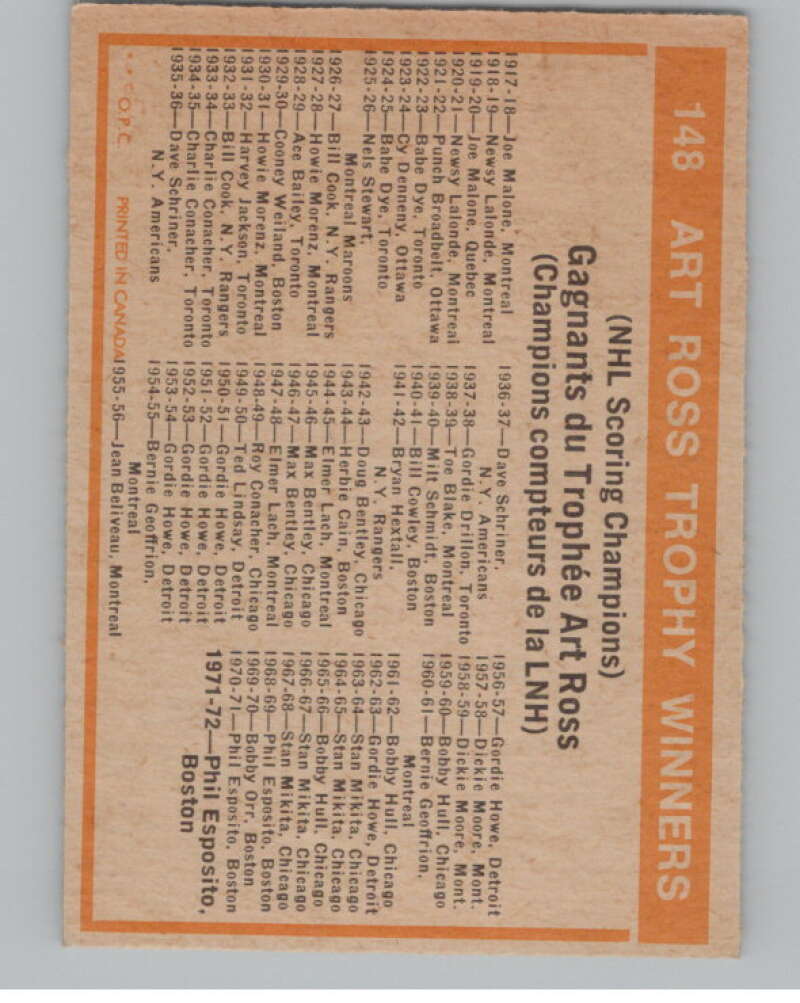 148 ART ROSS TROPHY WINNERS
(NHL Scoring Champions)
Gagnants du Trophée Art Ross
(Champions compteurs de la LNH)
1917-18—Joe Malone, Montreal
1918-19—Newsy Lalonde, Montreal
1919-20—Joe Malone, Quebec
1920-21—Newsy Lalonde, Montreal
1921-22—Punch Broadbelt, Ottawa
1922-23—Babe Dye, Toronto
1923-24—Cy Denneny, Ottawa
1924-25—Babe Dye, Toronto
1925-26—Nels Stewart,
Montreal Maroons
1926-27—Bill Cook, N.Y. Rangers
1927-28—Howie Morenz, Montreal
1928-29—Ace Bailey, Toronto
1929-30—Cooney Weiland, Boston
1930-31—Howie Morenz, Montreal
1931-32—Harvey Jackson, Toronto
1932-33—Bill Cook, N.Y. Rangers
1933-34—Charlie Conacher, Toronto
1934-35—Charlie Conacher, Toronto
1935-36—Dave Schriner,
N.Y. Americans
1936-37—Dave Schriner,
N.Y. Americans
1937-38—Gordie Drillon, Toronto
1938-39—Toe Blake, Montreal
1939-40—Milt Schmidt, Boston
1940-41—Bill Cowley, Boston
1941-42—Bryan Hextall,
N.Y. Rangers
1942-43—Doug Bentley, Chicago
1943-44—Herbie Cain, Boston
1944-45—Elmer Lach, Montreal
1945-46—Max Bentley, Chicago
1946-47—Max Bentley, Chicago
1947-48—Elmer Lach, Montreal
1948-49—Roy Conacher, Chicago
1949-50—Ted Lindsay, Detroit
1950-51—Gordie Howe, Detroit
1951-52—Gordie Howe, Detroit
1952-53—Gordie Howe, Detroit
1953-54—Gordie Howe, Detroit
1954-55—Bernie Geoffrion,
Montreal
1955-56—Jean Beliveau, Montreal
1956-57—Gordie Howe, Detroit
1957-58—Dickie Moore, Mont.
1958-59—Dickie Moore, Mont.
1959-60—Bobby Hull, Chicago
1960-61—Bernie Geoffrion,
Montreal
1961-62—Bobby Hull, Chicago
1962-63—Gordie Howe, Detroit
1963-64—Stan Mikita, Chicago
1964-65—Stan Mikita, Chicago
1965-66—Bobby Hull, Chicago
1966-67—Stan Mikita, Chicago
1967-68—Stan Mikita, Chicago
1968-69—Phil Esposito, Boston
1969-70—Bobby Orr, Boston
1970-71—Phil Esposito, Boston
1971-72—Phil Esposito,
Boston
**O.P.C. PRINTED IN CANADA